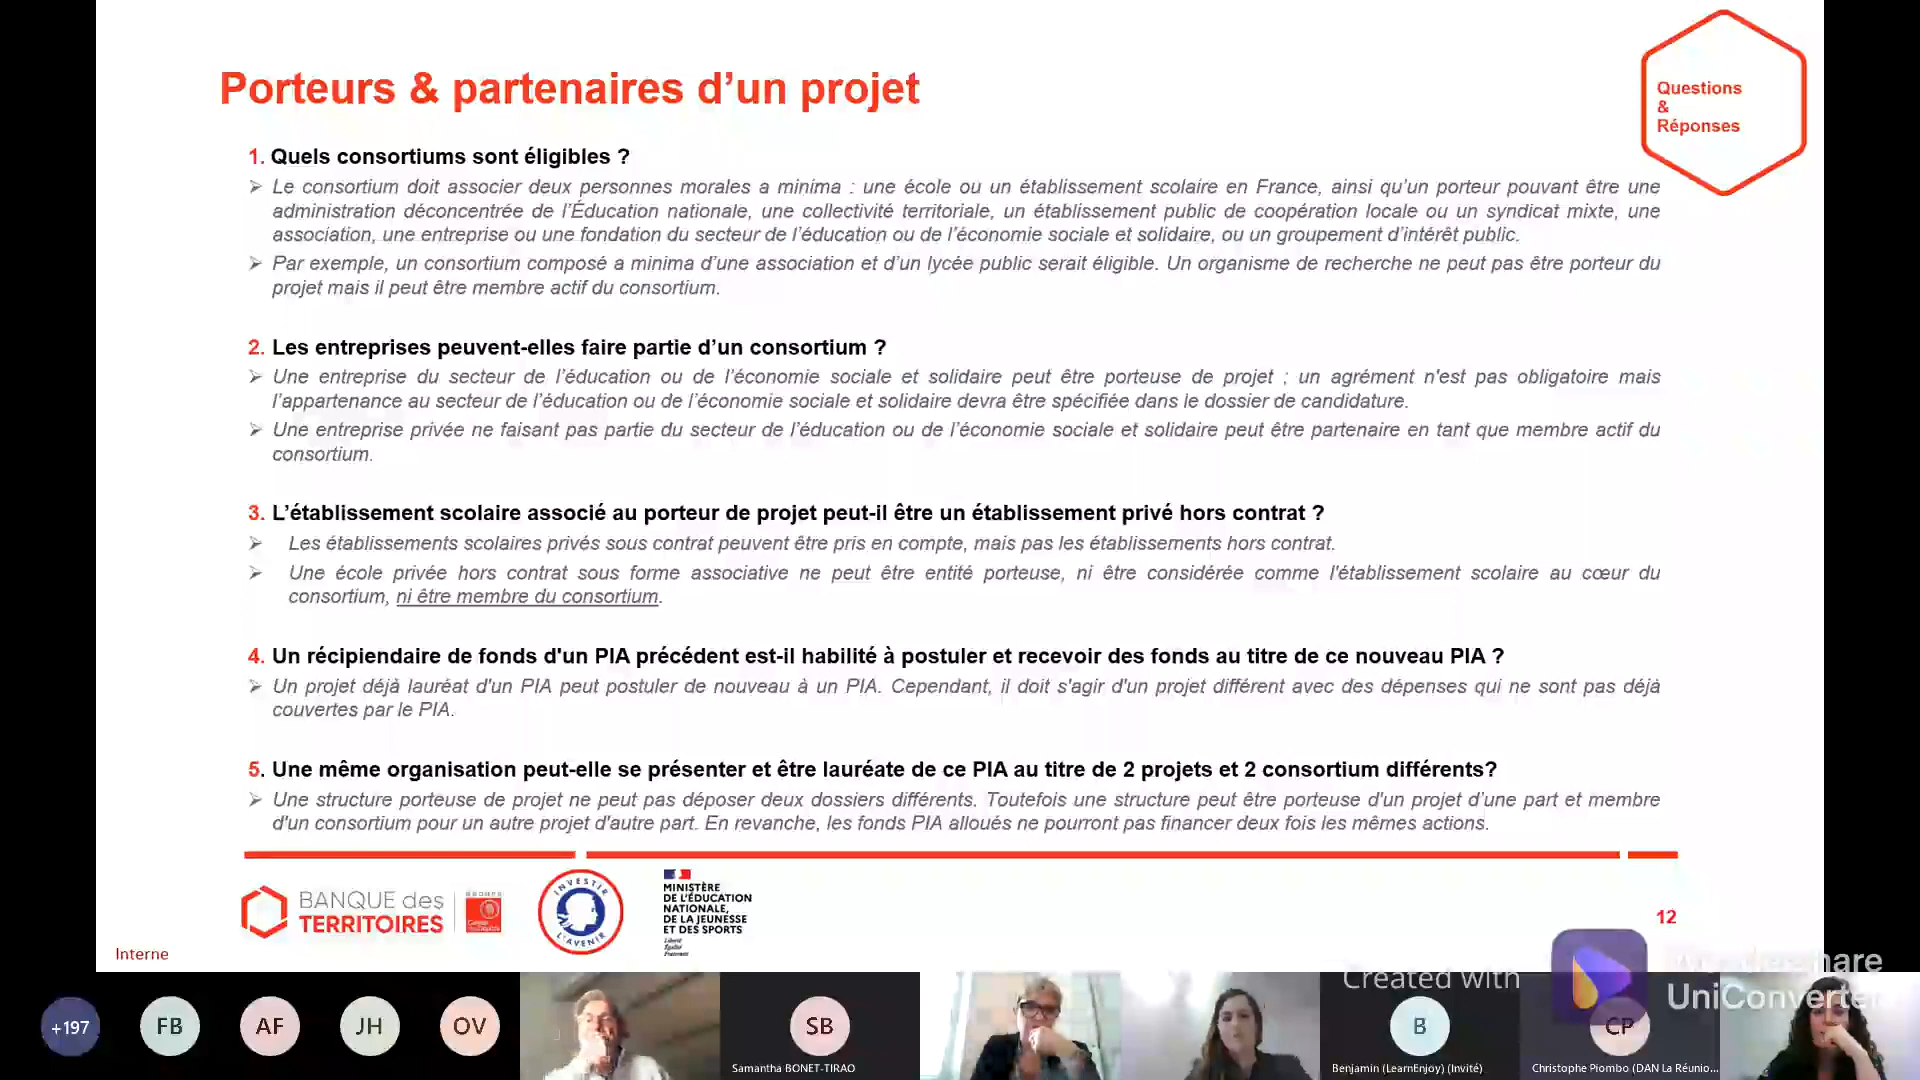 Porteurs & partenaires d’un projet
Questions
&
Réponses
1. Quels consortiums sont éligibles ?
➢ Le consortium doit associer deux personnes morales a minima : une école ou un établissement scolaire en France, ainsi qu’un porteur pouvant être une
administration déconcentrée de l’Éducation nationale, une collectivité territoriale, un établissement public de coopération locale ou un syndicat mixte, une
association, une entreprise ou une fondation du secteur de l’éducation ou de l’économie sociale et solidaire, ou un groupement d’intérêt public.
➢ Par exemple, un consortium composé a minima d’une association et d’un lycée public serait éligible. Un organisme de recherche ne peut pas être porteur du
projet mais il peut être membre actif du consortium.
2. Les entreprises peuvent-elles faire partie d’un consortium ?
➢ Une entreprise du secteur de l’éducation ou de l’économie sociale et solidaire peut être porteuse de projet ; un agrément n'est pas obligatoire mais
l’appartenance au secteur de l’éducation ou de l’économie sociale et solidaire devra être spécifiée dans le dossier de candidature.
➢ Une entreprise privée ne faisant pas partie du secteur de l’éducation ou de l’économie sociale et solidaire peut être partenaire en tant que membre actif du
consortium.
3. L’établissement scolaire associé au porteur de projet peut-il être un établissement privé hors contrat ?
➢ Les établissements scolaires privés sous contrat peuvent être pris en compte, mais pas les établissements hors contrat.
➢ Une école privée hors contrat sous forme associative ne peut être entité porteuse, ni être considérée comme l'établissement scolaire au cœur du
consortium, ni être membre du consortium.
4. Un récipiendaire de fonds d'un PIA précédent est-il habilité à postuler et recevoir des fonds au titre de ce nouveau PIA ?
➢ Un projet déjà lauréat d'un PIA peut postuler de nouveau à un PIA. Cependant, il doit s'agir d'un projet différent avec des dépenses qui ne sont pas déjà
couvertes par le PIA.
5. Une même organisation peut-elle se présenter et être lauréate de ce PIA au titre de 2 projets et 2 consortium différents?
➢ Une structure porteuse de projet ne peut pas déposer deux dossiers différents. Toutefois une structure peut être porteuse d'un projet d’une part et membre
d'un consortium pour un autre projet d'autre part. En revanche, les fonds PIA alloués ne pourront pas financer deux fois les mêmes actions.
BANQUE des
TERRITOIRES
INVESTIR
L'AVENIR
MINISTÈRE
DE L'ÉDUCATION
NATIONALE,
DE LA JEUNESSE
ET DES SPORTS
Liberté
Égalité
Fraternité
12
Interne
Created with
UniConverter
+197
FB
AF
JH
OV
SB
Samantha BONET-TIRAO
B
Benjamin (LearnEnjoy) (Invité)
CP
Christophe Piombo (DAN La Réunio...